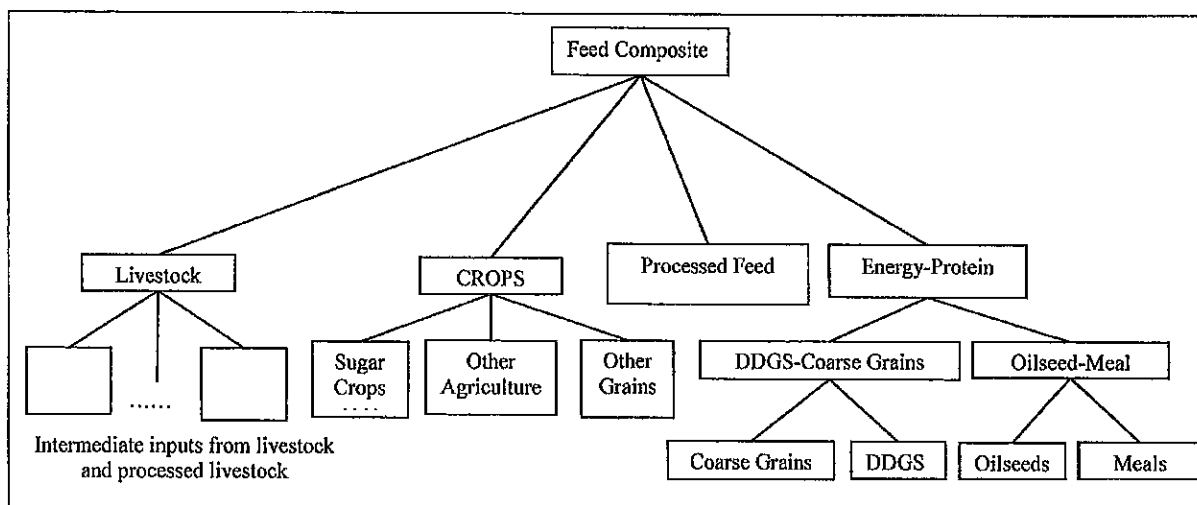 Feed Composite
Livestock
CROPS
Processed Feed
Energy-Protein
Sugar
Crops
....
Other
Agriculture
Other
Grains
DDGS-Coarse Grains
Oilseed-Meal
......
Intermediate inputs from livestock
and processed livestock
Coarse Grains
DDGS
Oilseeds
Meals